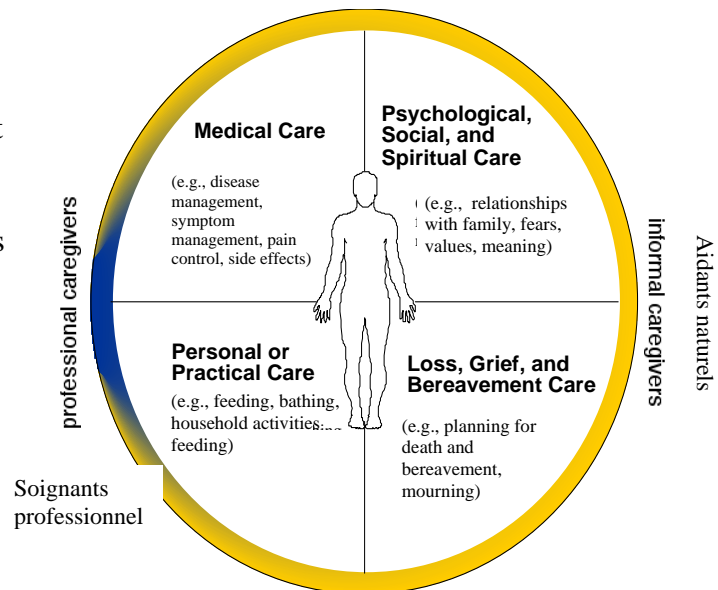 Medical Care
(e.g., disease
management,
symptom
management, pain
control, side effects)
Psychological,
Social, and
Spiritual Care
(e.g., relationships
with family, fears,
values, meaning)
Personal or
Practical Care
(e.g., feeding, bathing,
household activities,
feeding)
Loss, Grief, and
Bereavement Care
(e.g., planning for
death and
bereavement,
mourning)
professional caregivers
informal caregivers
Aidants naturels
Soignants
professionnel